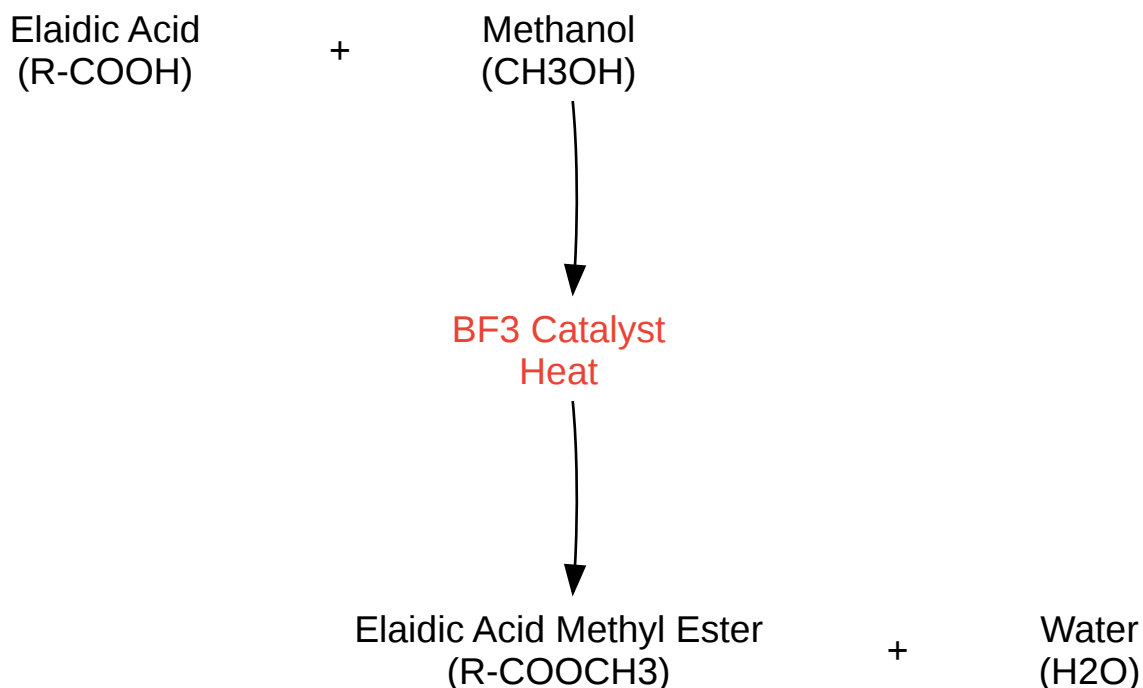 Elaidic Acid
(R-COOH)
+
Methanol
(CH3OH)
BF3 Catalyst
Heat
Elaidic Acid Methyl Ester
(R-COOCH3)
+
Water
(H2O)